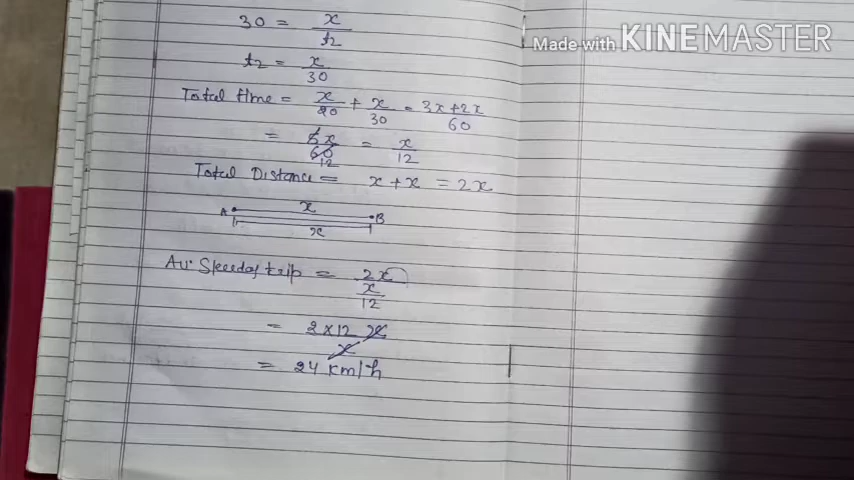 30 = x/t2
t2 = x/30
Total time = x/20 + x/30 = 3x+2x/60
= 5x/60 12 = x/12
Total Distance = x + x = 2x
A x B
x
Av. Speed of trip = 2x / x/12
= 2 x 12 x / x
= 24 km/h
Made with KINEMASTER